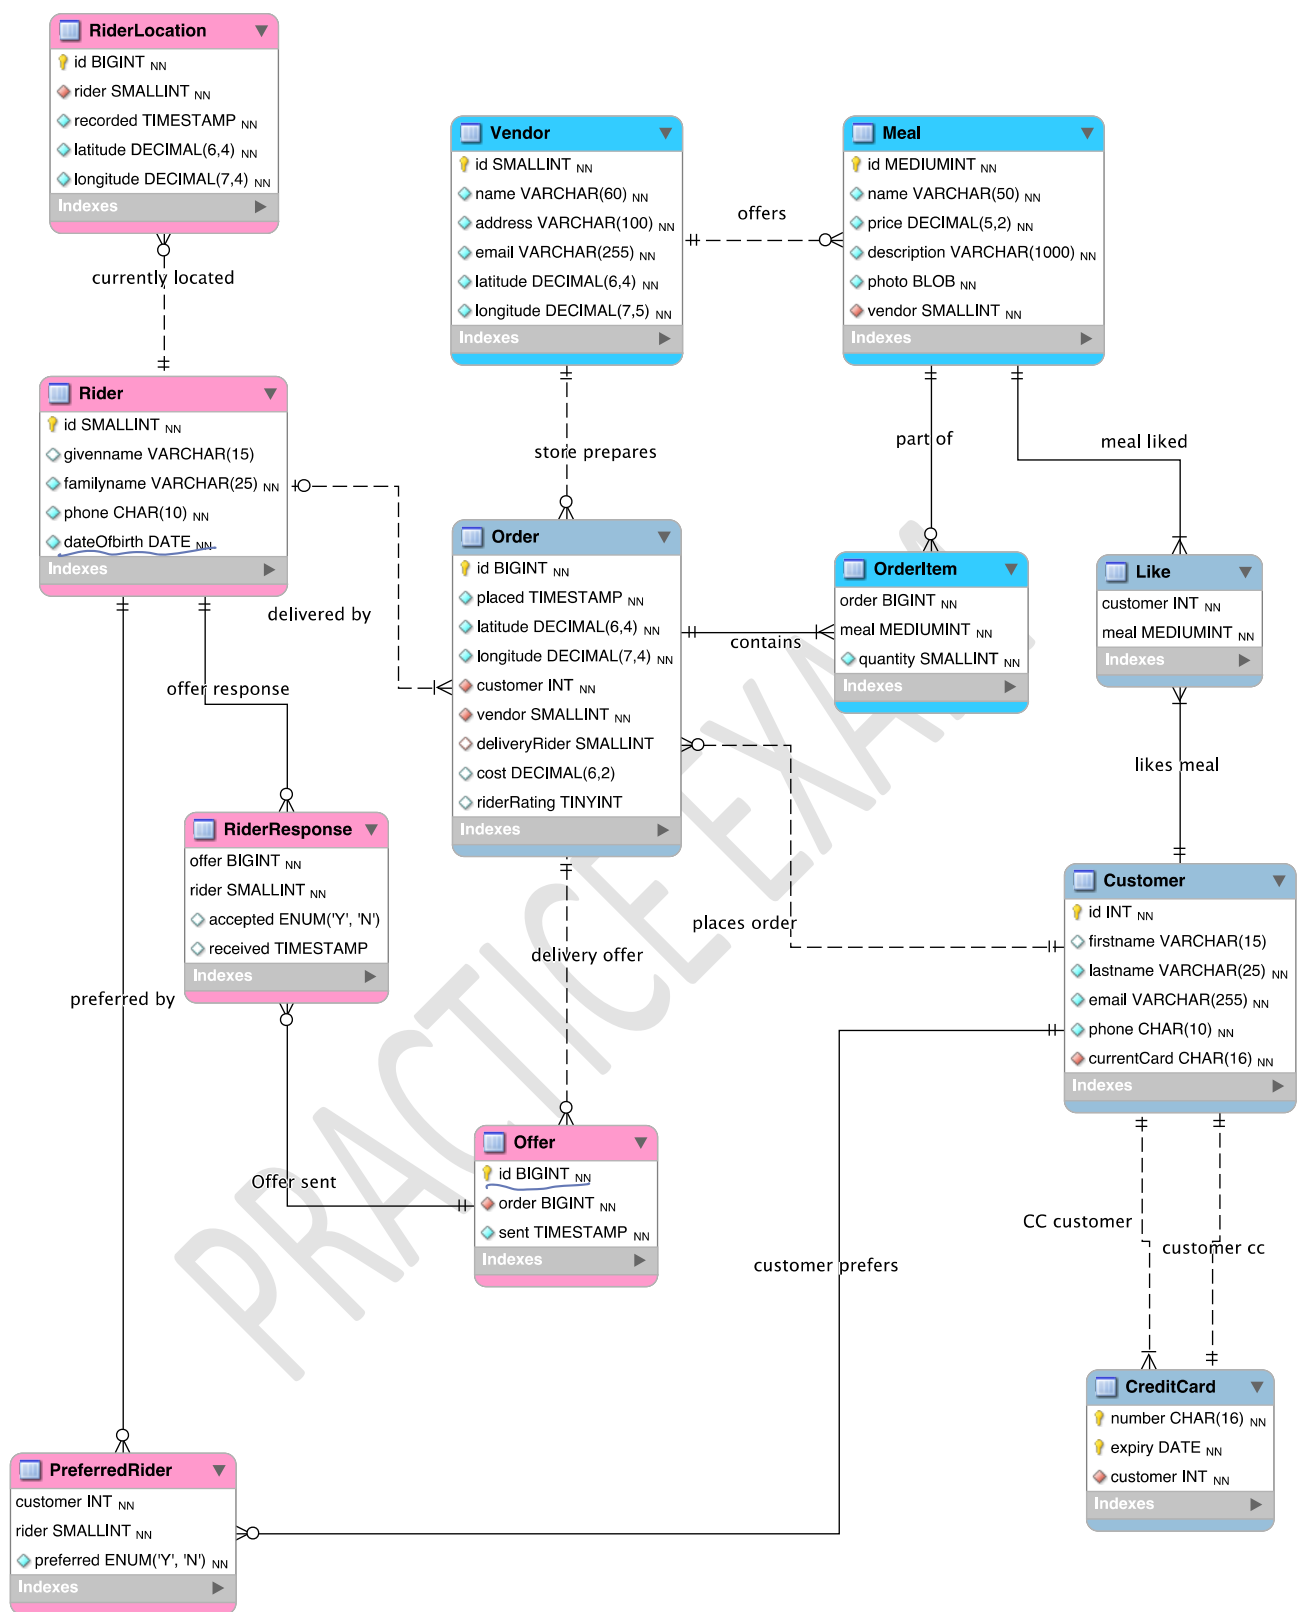 RiderLocation
id BIGINT NN
rider SMALLINT NN
recorded TIMESTAMP NN
latitude DECIMAL(6,4) NN
longitude DECIMAL(7,4) NN
Indexes
currently located
Vendor
id SMALLINT NN
name VARCHAR(60) NN
address VARCHAR(100) NN
email VARCHAR(255) NN
latitude DECIMAL(6,4) NN
longitude DECIMAL(7,5) NN
Indexes
offers
Meal
id MEDIUMINT NN
name VARCHAR(50) NN
price DECIMAL(5,2) NN
description VARCHAR(1000) NN
photo BLOB NN
vendor SMALLINT NN
Indexes
Rider
id SMALLINT NN
givenname VARCHAR(15)
familyname VARCHAR(25) NN
phone CHAR(10) NN
dateOfbirth DATE NN
Indexes
store prepares
part of
meal liked
delivered by
Order
id BIGINT NN
placed TIMESTAMP NN
latitude DECIMAL(6,4) NN
longitude DECIMAL(7,4) NN
customer INT NN
vendor SMALLINT NN
deliveryRider SMALLINT
cost DECIMAL(6,2)
riderRating TINYINT
Indexes
contains
OrderItem
order BIGINT NN
meal MEDIUMINT NN
quantity SMALLINT NN
Indexes
Like
customer INT NN
meal MEDIUMINT NN
Indexes
offer response
likes meal
RiderResponse
offer BIGINT NN
rider SMALLINT NN
accepted ENUM('Y', 'N')
received TIMESTAMP
Indexes
places order
delivery offer
preferred by
Customer
id INT NN
firstname VARCHAR(15)
lastname VARCHAR(25) NN
email VARCHAR(255) NN
phone CHAR(10) NN
currentCard CHAR(16) NN
Indexes
Offer
id BIGINT NN
order BIGINT NN
sent TIMESTAMP NN
Indexes
Offer sent
customer prefers
CC customer
customer cc
CreditCard
number CHAR(16) NN
expiry DATE NN
customer INT NN
Indexes
PreferredRider
customer INT NN
rider SMALLINT NN
preferred ENUM('Y', 'N') NN
Indexes
PRACTICE EXAM